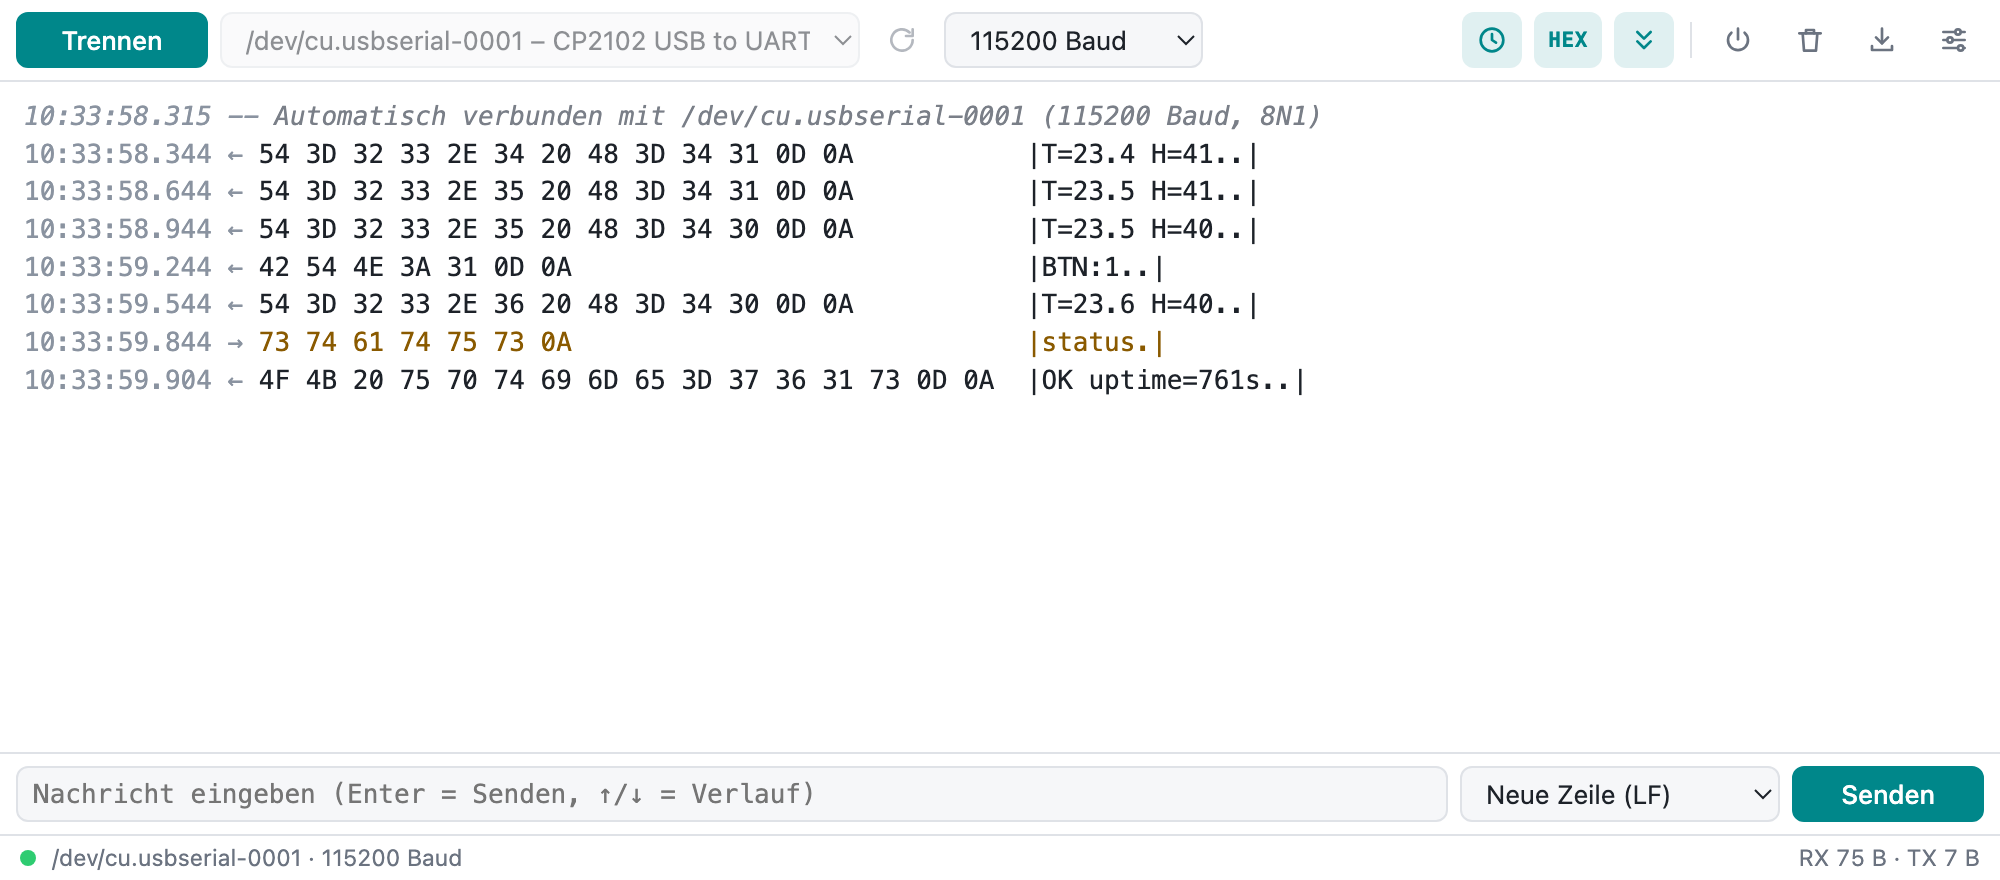 Trennen /dev/cu.usbserial-0001 – CP2102 USB to UART 115200 Baud HEX
10:33:58.315 -- Automatisch verbunden mit /dev/cu.usbserial-0001 (115200 Baud, 8N1)
10:33:58.344 ← 54 3D 32 33 2E 34 20 48 3D 34 31 0D 0A |T=23.4 H=41..|
10:33:58.644 ← 54 3D 32 33 2E 35 20 48 3D 34 31 0D 0A |T=23.5 H=41..|
10:33:58.944 ← 54 3D 32 33 2E 35 20 48 3D 34 30 0D 0A |T=23.5 H=40..|
10:33:59.244 ← 42 54 4E 3A 31 0D 0A |BTN:1..|
10:33:59.544 ← 54 3D 32 33 2E 36 20 48 3D 34 30 0D 0A |T=23.6 H=40..|
10:33:59.844 → 73 74 61 74 75 73 0A |status.|
10:33:59.904 ← 4F 4B 20 75 70 74 69 6D 65 3D 37 36 31 73 0D 0A |OK uptime=761s..|
Nachricht eingeben (Enter = Senden, ↑/↓ = Verlauf) Neue Zeile (LF) Senden
/dev/cu.usbserial-0001 · 115200 Baud RX 75 B · TX 7 B